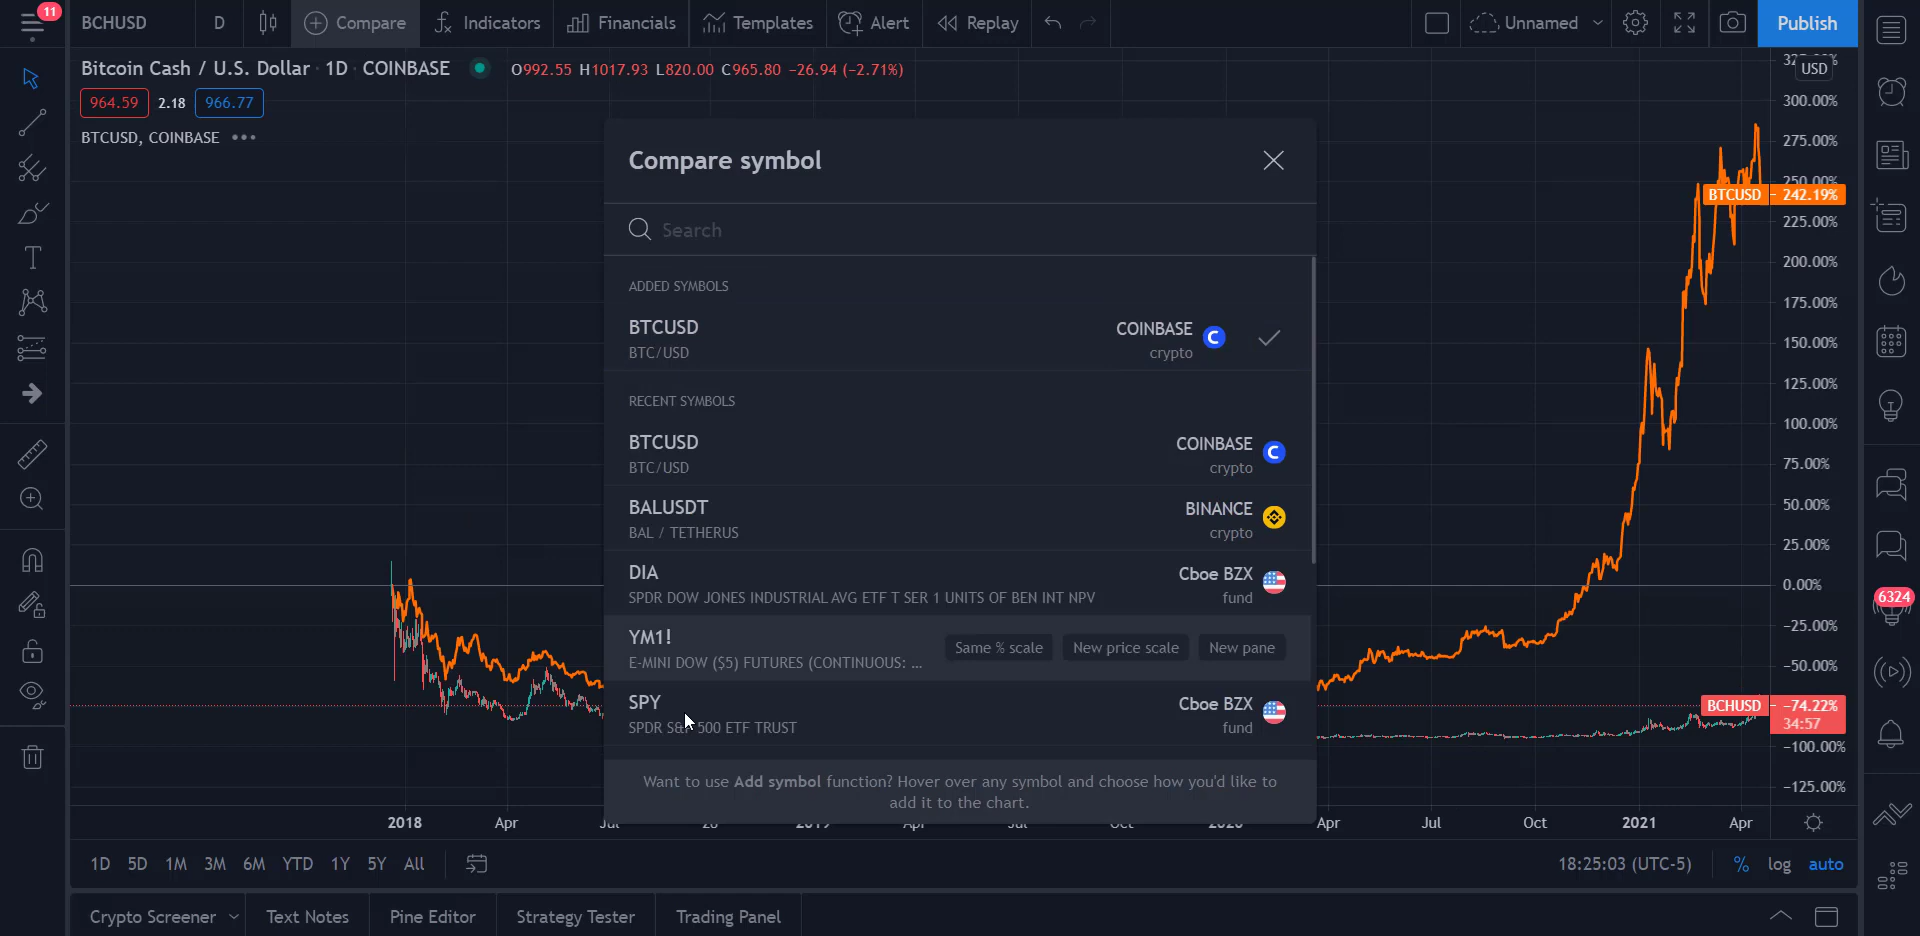 11
BCHUSD
D
Compare
Indicators
Financials
Templates
Alert
Replay
Unnamed
Publish
Bitcoin Cash / U.S. Dollar · 1D · COINBASE
O992.55 H1017.93 L820.00 C965.80 −26.94 (−2.71%)
964.59
2.18
966.77
BTCUSD, COINBASE
Compare symbol
Search
ADDED SYMBOLS
BTCUSD
COINBASE
BTC/USD
crypto
RECENT SYMBOLS
BTCUSD
COINBASE
BTC/USD
crypto
BALUSDT
BINANCE
BAL / TETHERUS
crypto
DIA
Cboe BZX
SPDR DOW JONES INDUSTRIAL AVG ETF T SER 1 UNITS OF BEN INT NPV
fund
YM1!
E-MINI DOW ($5) FUTURES (CONTINUOUS: ...
Same % scale
New price scale
New pane
SPY
Cboe BZX
SPDR S&P 500 ETF TRUST
fund
Want to use Add symbol function? Hover over any symbol and choose how you'd like to
add it to the chart.
USD
300.00%
275.00%
250.00%
BTCUSD
242.19%
225.00%
200.00%
175.00%
150.00%
125.00%
100.00%
75.00%
50.00%
25.00%
0.00%
−25.00%
−50.00%
BCHUSD
−74.22%
34:57
−100.00%
−125.00%
6324
2018
Apr
Jul
2019
Apr
Jul
Oct
2020
Apr
Jul
Oct
2021
Apr
1D
5D
1M
3M
6M
YTD
1Y
5Y
All
18:25:03 (UTC-5)
%
log
auto
Crypto Screener
Text Notes
Pine Editor
Strategy Tester
Trading Panel